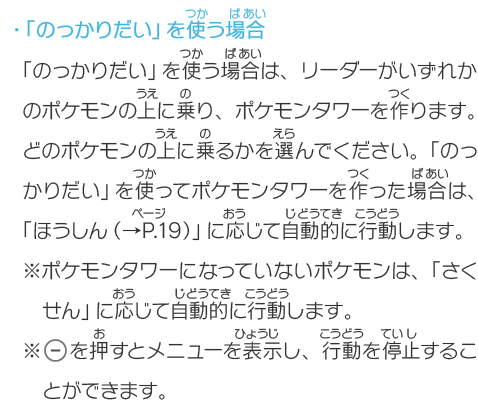 ・「のっかりだい」を使う場合
「のっかりだい」を使う場合は、リーダーがいずれか
のポケモンの上に乗り、ポケモンタワーを作ります。
どのポケモンの上に乗るかを選んでください。「のっ
かりだい」を使ってポケモンタワーを作った場合は、
「ほうしん（→P.19）」に応じて自動的に行動します。
※ポケモンタワーになっていないポケモンは、「さく
せん」に応じて自動的に行動します。
※⊖を押すとメニューを表示し、行動を停止するこ
とができます。